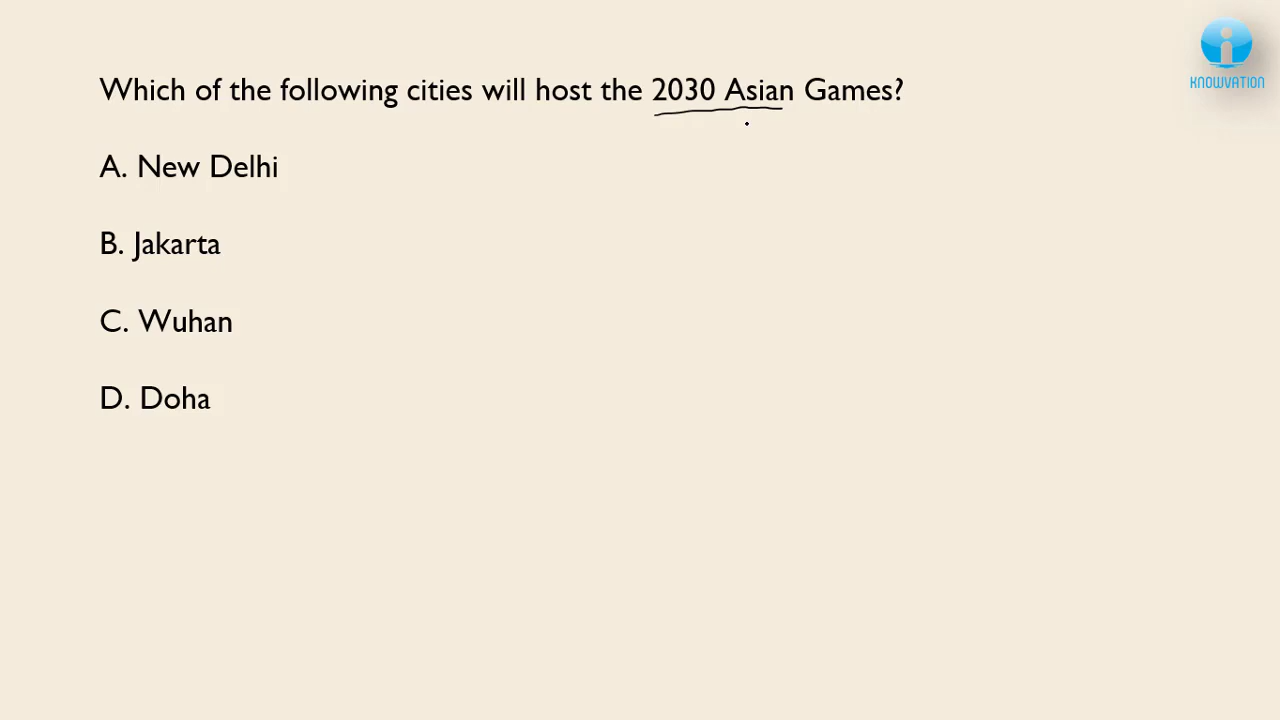 Which of the following cities will host the 2030 Asian Games?
A. New Delhi
B. Jakarta
C. Wuhan
D. Doha
KNOWVATION